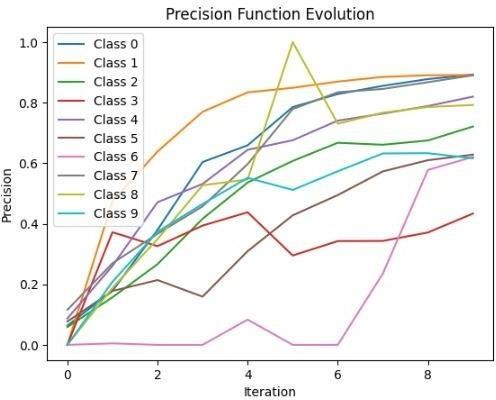 Precision Function Evolution
1.0
0.8
0.6
0.4
0.2
0.0
Precision
Class 0
Class 1
Class 2
Class 3
Class 4
Class 5
Class 6
Class 7
Class 8
Class 9
0 2 4 6 8
Iteration